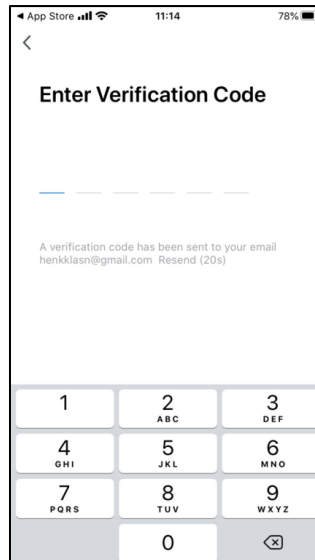 App Store 11:14 78%
Enter Verification Code
A verification code has been sent to your email
henkklasn@gmail.com Resend (20s)
1 2 3
ABC DEF
4 5 6
GHI JKL MNO
7 8 9
PQRS TUV WXYZ
0